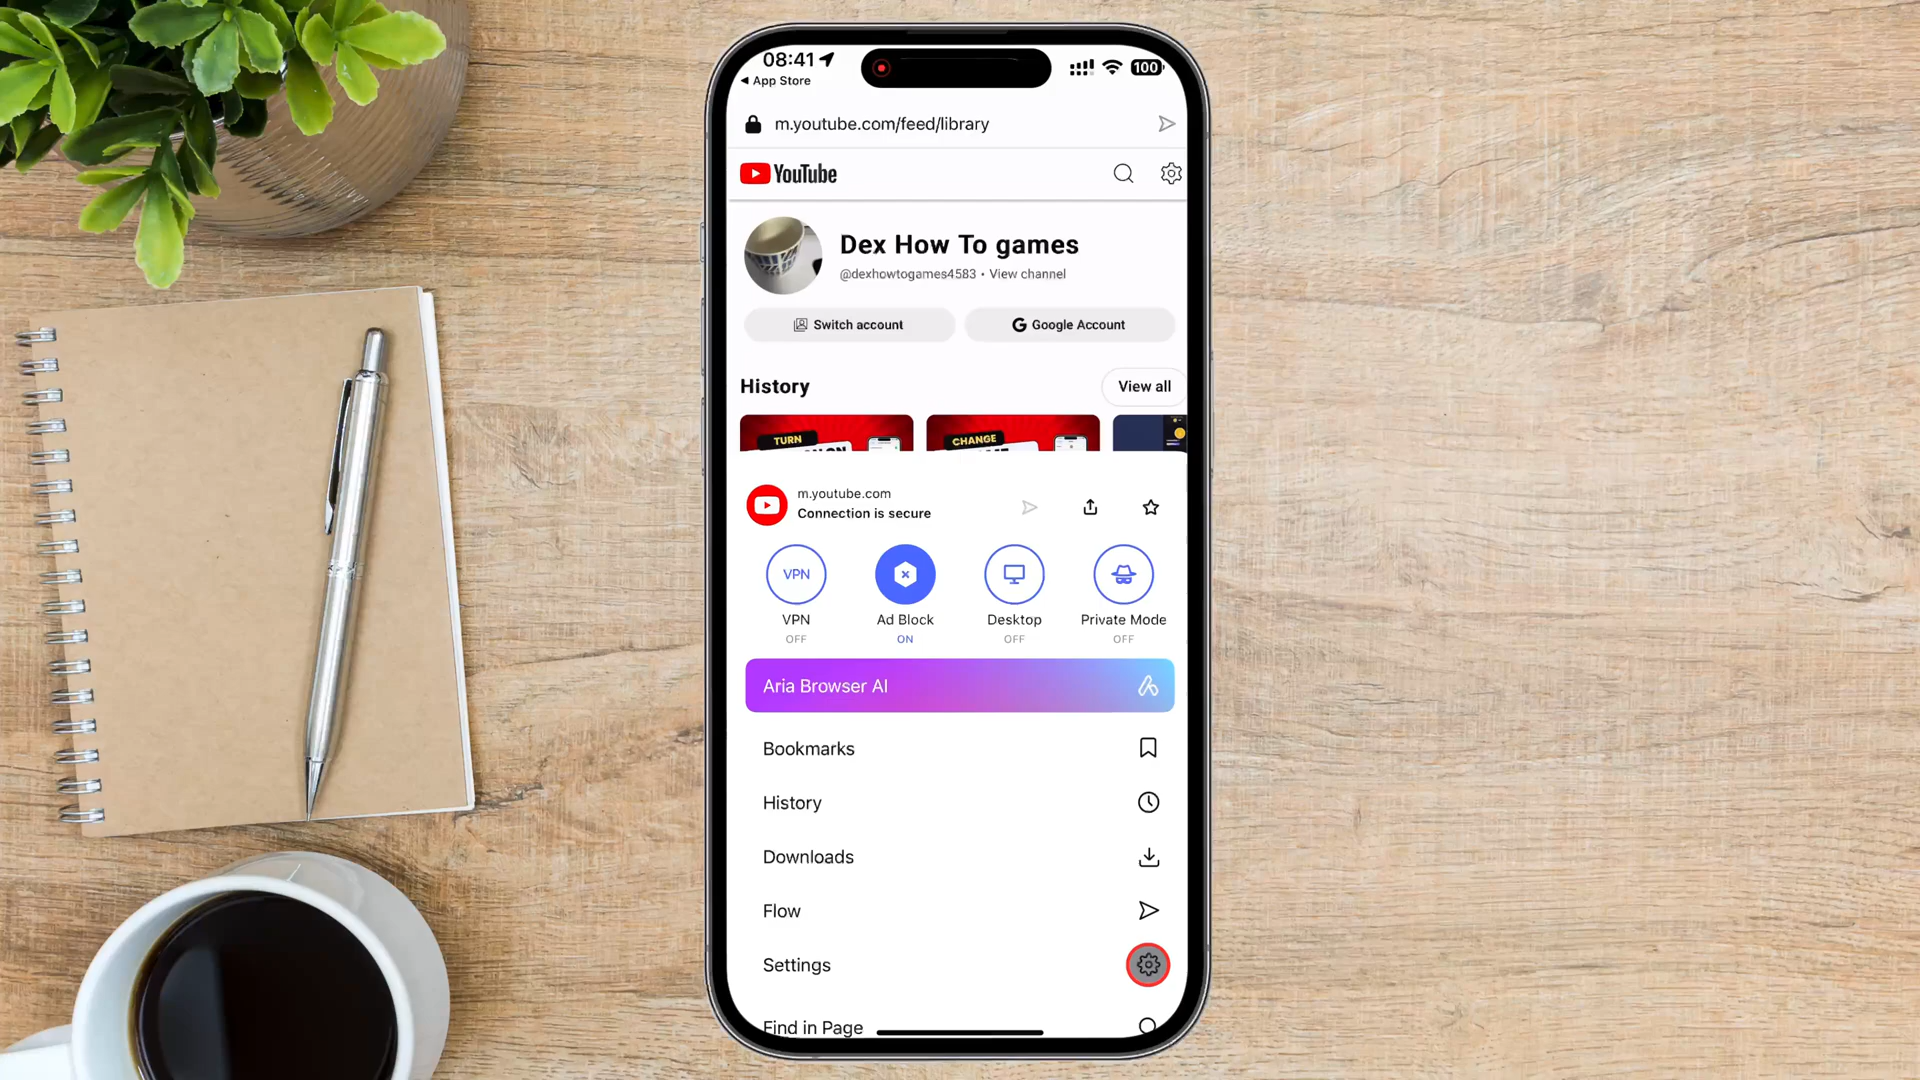 08:41
100
◀ App Store
m.youtube.com/feed/library
YouTube
Dex How To games
@dexhowtogames4583 • View channel
Switch account
Google Account
History
View all
TURN
CHANGE
m.youtube.com
Connection is secure
VPN
VPN
OFF
Ad Block
ON
Desktop
OFF
Private Mode
OFF
Aria Browser AI
Bookmarks
History
Downloads
Flow
Settings
Find in Page